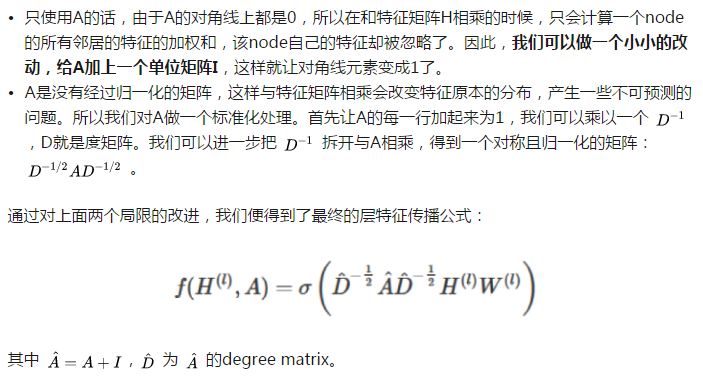 • 只使用A的话，由于A的对角线上都是0，所以在和特征矩阵H相乘的时候，只会计算一个node
的所有邻居的特征的加权和，该node自己的特征却被忽略了。因此，我们可以做一个小小的改
动，给A加上一个单位矩阵I，这样就让对角线元素变成1了。
• A是没有经过归一化的矩阵，这样与特征矩阵相乘会改变特征原本的分布，产生一些不可预测的
问题。所以我们对A做一个标准化处理。首先让A的每一行加起来为1，我们可以乘以一个 D^{-1}
，D就是度矩阵。我们可以进一步把 D^{-1} 拆开与A相乘，得到一个对称且归一化的矩阵：
D^{-1/2}AD^{-1/2} 。
通过对上面两个局限的改进，我们便得到了最终的层特征传播公式：
f(H^{(l)}, A) = σ(D̂^{-1/2} Â D̂^{-1/2} H^{(l)} W^{(l)})
其中 Â = A + I ，D̂ 为 Â 的degree matrix。